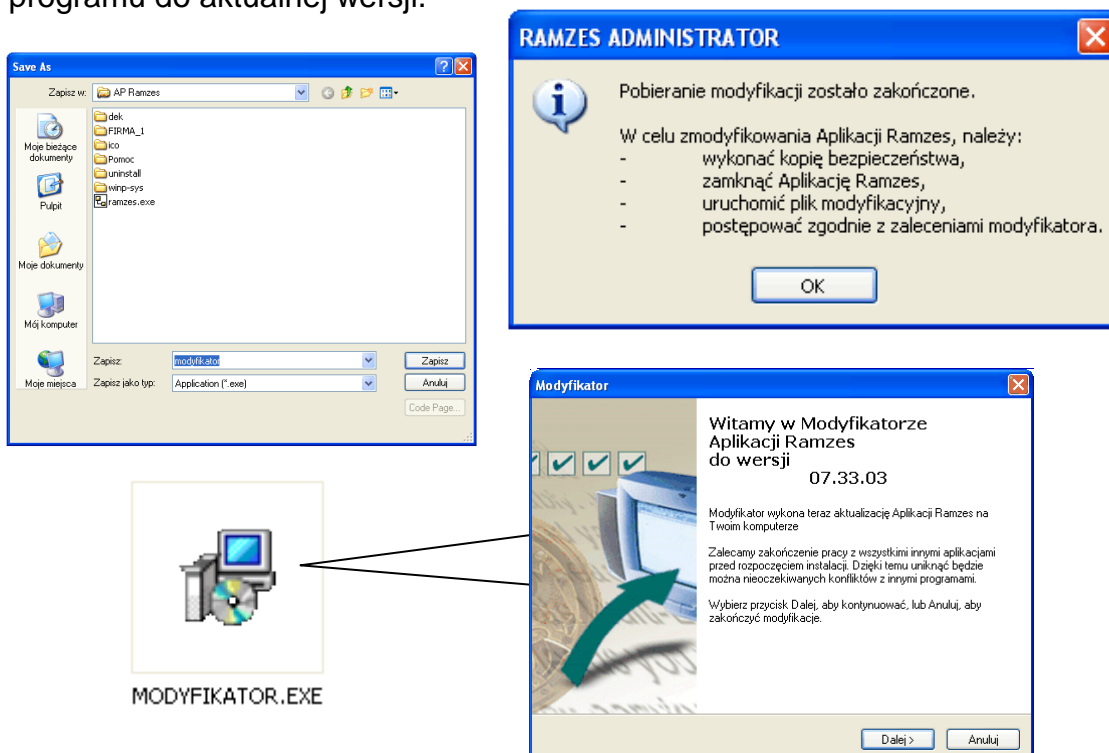 programu do aktualnej wersji.
Save As
Zapisz w:
AP Ramzes
dek
FIRMA_1
ico
Pomoc
uninstall
winp-sys
ramzes.exe
Moje bieżące
dokumenty
Pulpit
Moje dokumenty
Mój komputer
Moje miejsca
Zapisz:
modyfikator
Zapisz
Zapisz jako typ:
Application (*.exe)
Anuluj
Code Page...
RAMZES ADMINISTRATOR
Pobieranie modyfikacji zostało zakończone.
W celu zmodyfikowania Aplikacji Ramzes, należy:
- wykonać kopię bezpieczeństwa,
- zamknąć Aplikację Ramzes,
- uruchomić plik modyfikacyjny,
- postępować zgodnie z zaleceniami modyfikatora.
OK
MODYFIKATOR.EXE
Modyfikator
Witamy w Modyfikatorze
Aplikacji Ramzes
do wersji
07.33.03
Modyfikator wykona teraz aktualizację Aplikacji Ramzes na
Twoim komputerze
Zalecamy zakończenie pracy z wszystkimi innymi aplikacjami
przed rozpoczęciem instalacji. Dzięki temu uniknąć będzie
można nieoczekiwanych konfliktów z innymi programami.
Wybierz przycisk Dalej, aby kontynuować, lub Anuluj, aby
zakończyć modyfikacje.
Dalej >
Anuluj